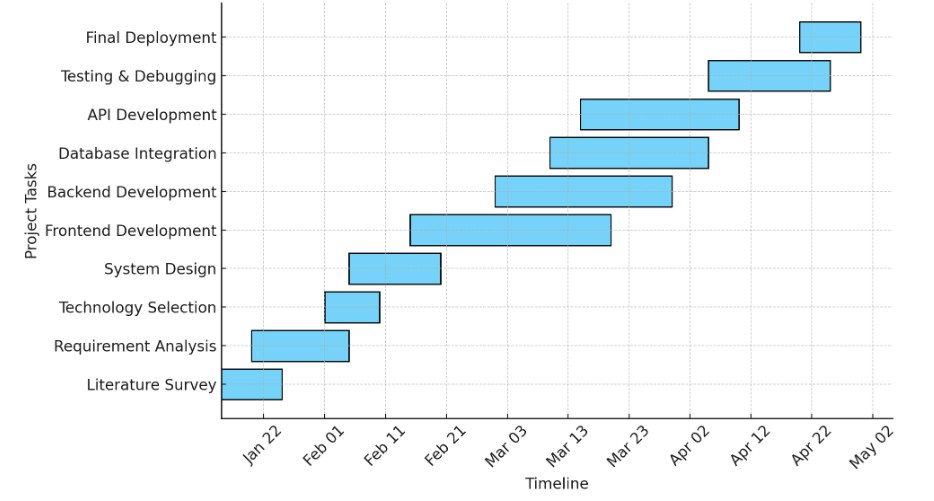 Final Deployment
Testing & Debugging
API Development
Database Integration
Backend Development
Frontend Development
System Design
Technology Selection
Requirement Analysis
Literature Survey
Project Tasks
Jan 22
Feb 01
Feb 11
Feb 21
Mar 03
Mar 13
Mar 23
Apr 02
Apr 12
Apr 22
May 02
Timeline